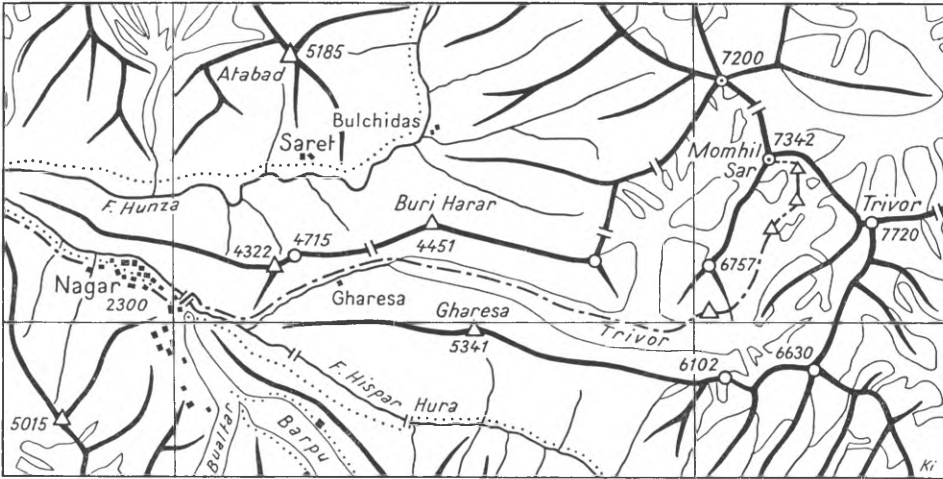 5185
Atabad
Bulchidas
Saret
7200
7342
Momhil
Sar
F. Hunza
Buri Harar
4451
Trivor
7720
4322
4715
6757
Nagar
2300
Gharesa
Gharesa
5341
Trivor
6102
6630
F. Hispar
Hura
5015
Bualtar
Barpu
Ki